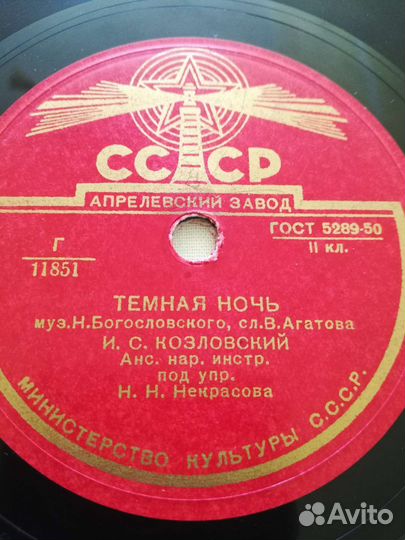 СССР
АПРЕЛЕВСКИЙ ЗАВОД
Г
11851
ГОСТ 5289-50
II кл.
ТЕМНАЯ НОЧЬ
муз.Н.Богословского, сл.В.Агатова
И. С. КОЗЛОВСКИЙ
Анс. нар. инстр.
под упр.
Н. Н. Некрасова
МИНИСТЕРСТВО КУЛЬТУРЫ С.С.С.Р.
Avito